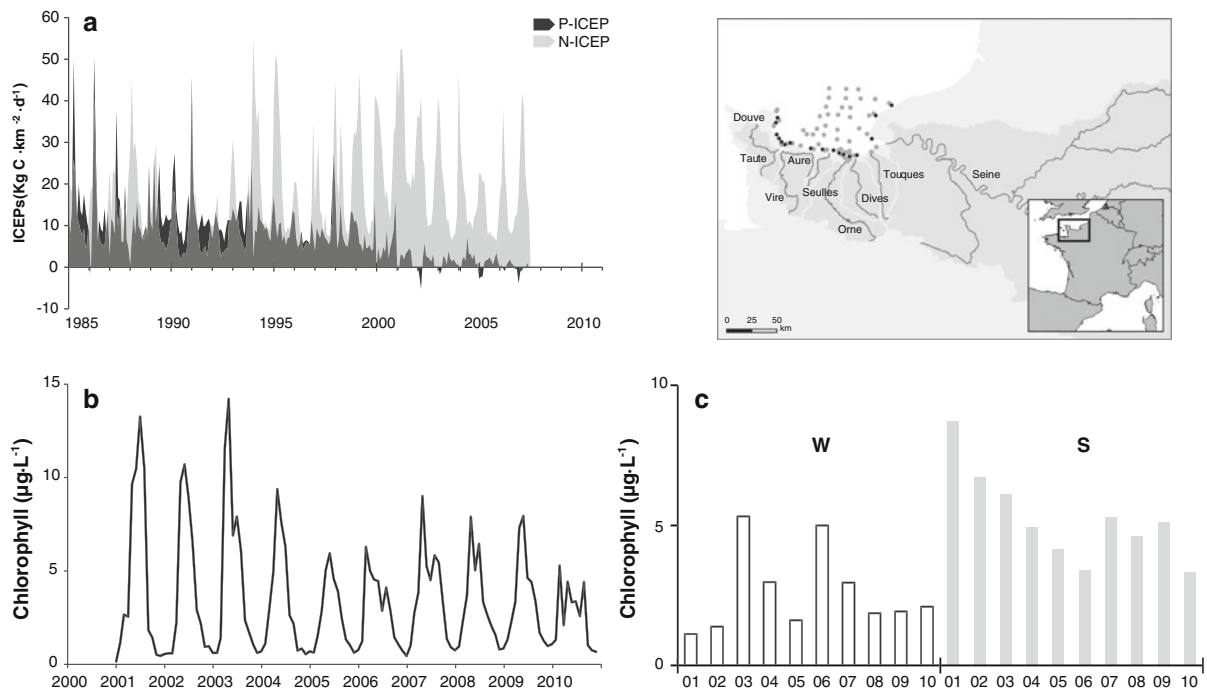 a
P-ICEP
N-ICEP
ICEPs(Kg C ·km⁻²·d⁻¹)
60
50
40
30
20
10
0
-10
1985 1990 1995 2000 2005 2010
Douve
Taute
Aure
Vire
Seulles
Orne
Dives
Touques
Seine
0 25 50
km
b
Chlorophyll (µg·L⁻¹)
15
10
5
0
2000 2001 2002 2003 2004 2005 2006 2007 2008 2009 2010
c
W
S
Chlorophyll (µg·L⁻¹)
10
5
0
01 02 03 04 05 06 07 08 09 10 01 02 03 04 05 06 07 08 09 10